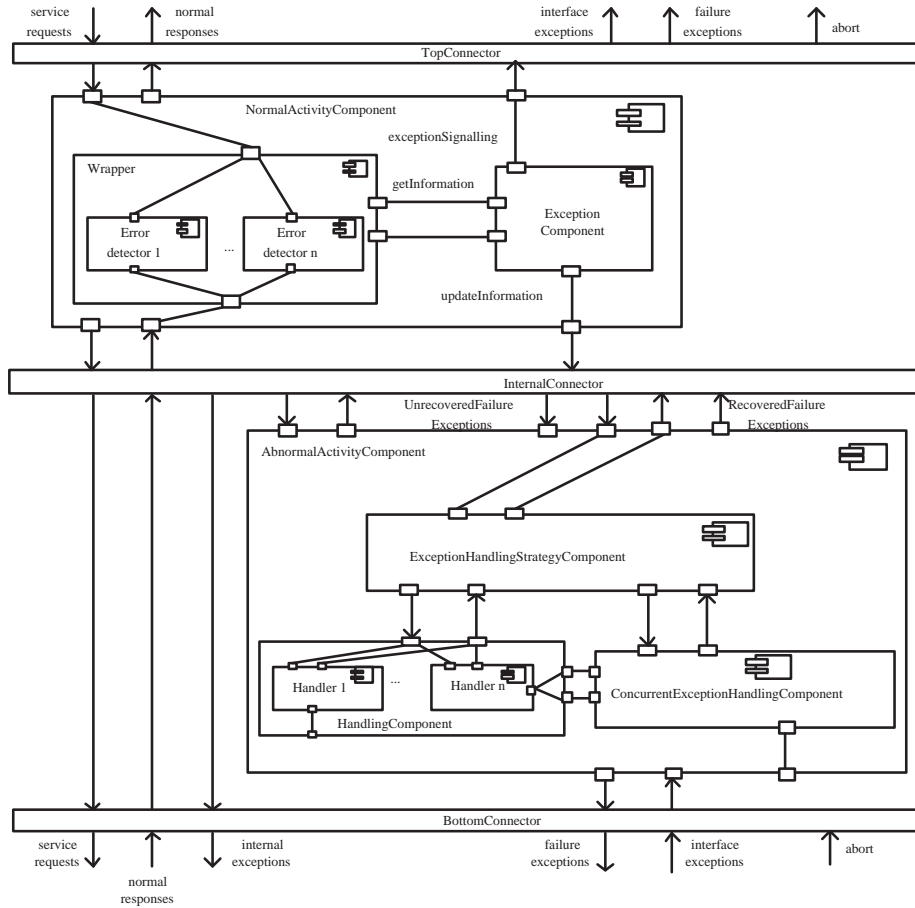 service
requests
normal
responses
interface
exceptions
failure
exceptions
abort
TopConnector
NormalActivityComponent
exceptionSignalling
Wrapper
getInformation
Exception
Component
Error
detector 1
...
Error
detector n
updateInformation
InternalConnector
UnrecoveredFailure
Exceptions
RecoveredFailure
Exceptions
AbnormalActivityComponent
ExceptionHandlingStrategyComponent
Handler 1
...
Handler n
HandlingComponent
ConcurrentExceptionHandlingComponent
BottomConnector
service
requests
normal
responses
internal
exceptions
failure
exceptions
interface
exceptions
abort